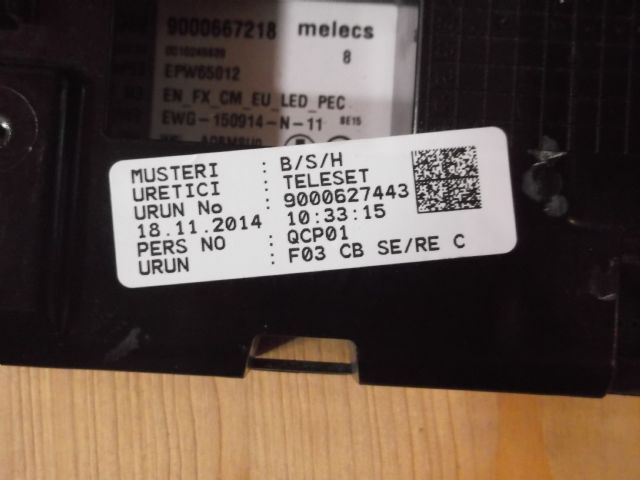 9000667218 melecs
8
EPW65012
EN_FX_CM_EU_LED_PEC
EWG-150914-N-11 BE15
MUSTERI : B/S/H
URETICI : TELESET
URUN No : 9000627443
18.11.2014 10:33:15
PERS NO : QCP01
URUN : F03 CB SE/RE C